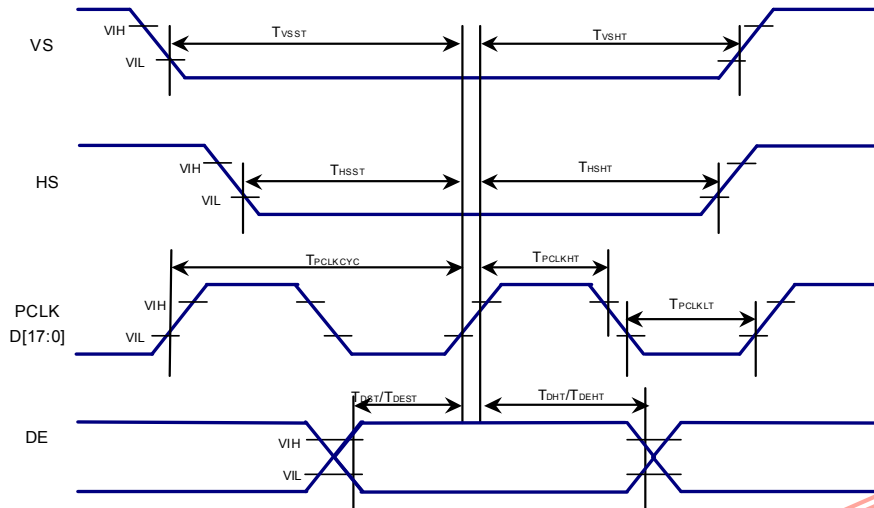 VS
VIH
VIL
TVSST
TVSHT
HS
VIH
VIL
THSST
THSHT
PCLK
D[17:0]
VIH
VIL
TPCLKCYC
TPCLKHT
TPCLKLT
DE
VIH
VIL
TDST/TDEST
TDHT/TDEHT